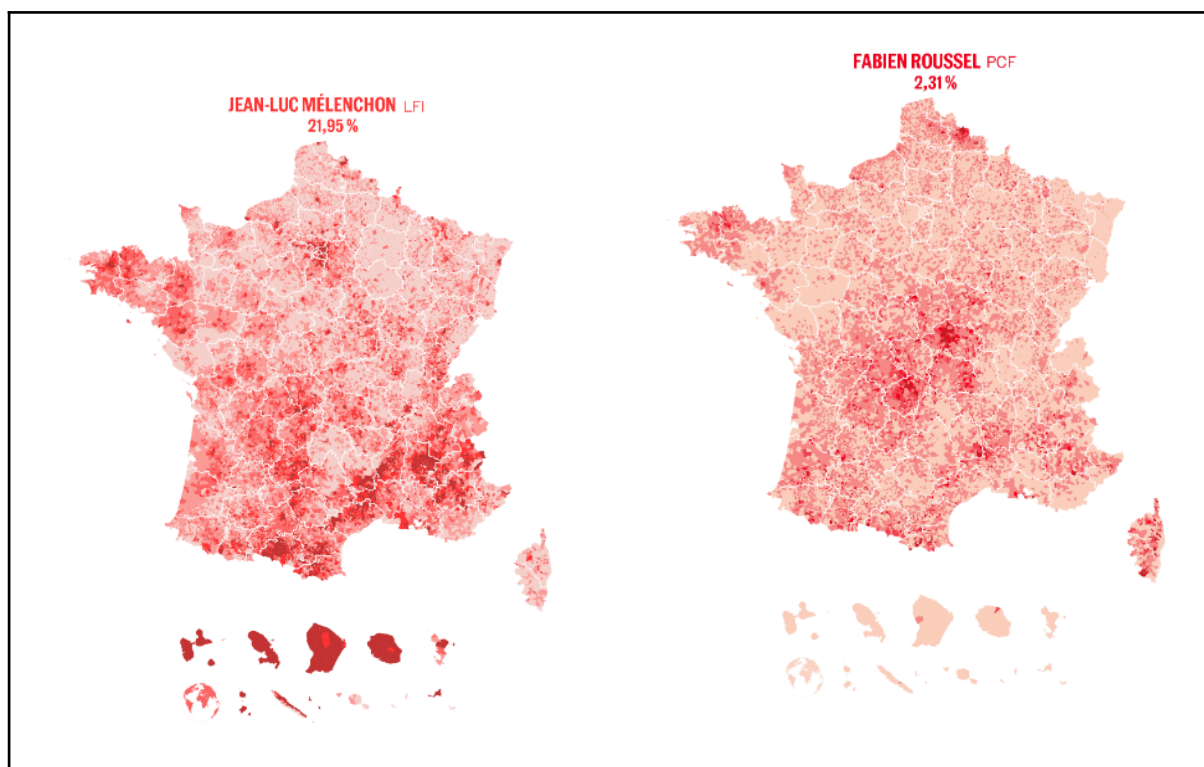 JEAN-LUC MÉLENCHON LFI
21,95 %
FABIEN ROUSSEL PCF
2,31 %